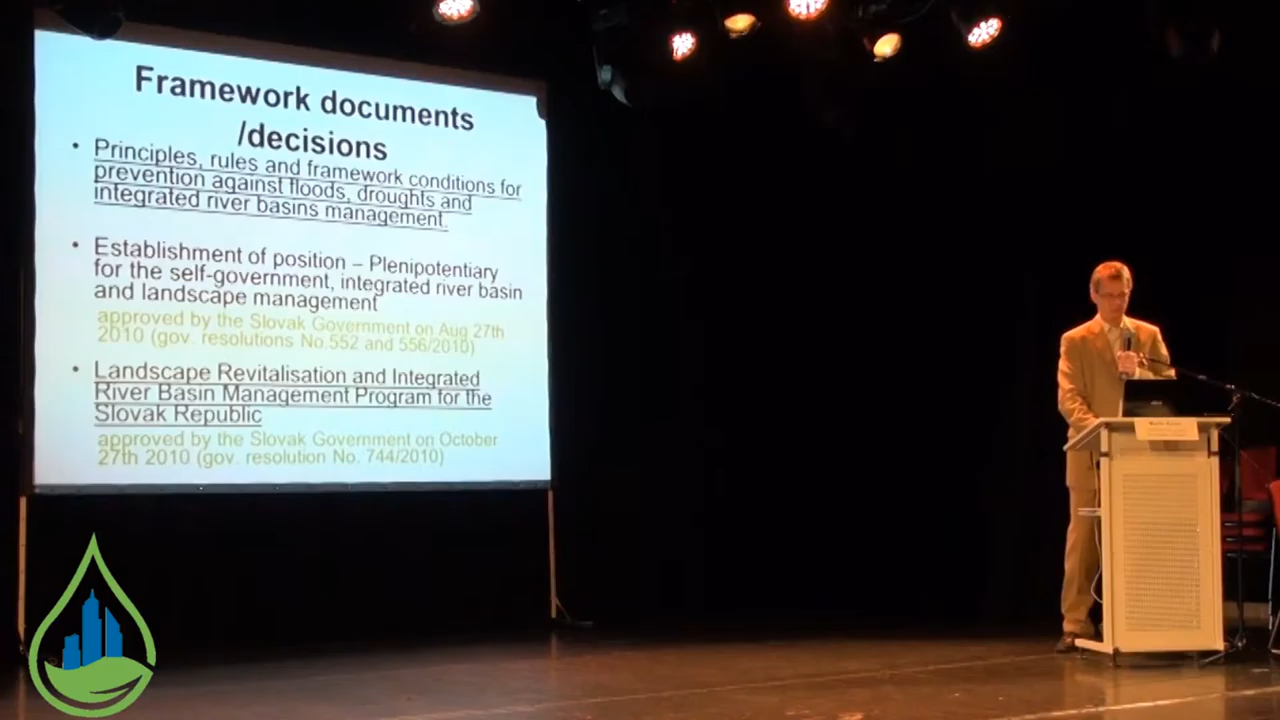 Framework documents
/decisions
• Principles, rules and framework conditions for
prevention against floods, droughts and
integrated river basins management.
• Establishment of position – Plenipotentiary
for the self-government, integrated river basin
and landscape management
approved by the Slovak Government on Aug 27th
2010 (gov. resolutions No.552 and 556/2010)
• Landscape Revitalisation and Integrated
River Basin Management Program for the
Slovak Republic
approved by the Slovak Government on October
27th 2010 (gov. resolution No. 744/2010)